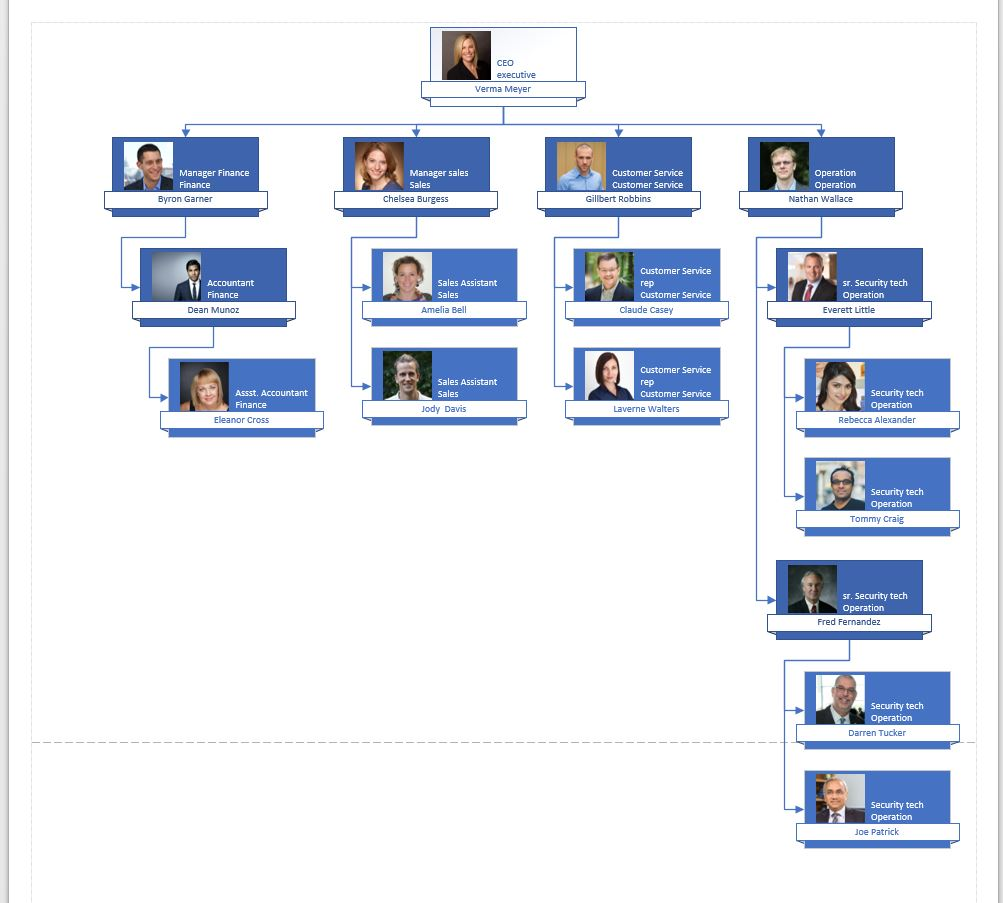 CEO
executive
Verma Meyer
Manager Finance
Finance
Byron Garner
Manager sales
Sales
Chelsea Burgess
Customer Service
Customer Service
Gillbert Robbins
Operation
Operation
Nathan Wallace
Accountant
Finance
Dean Munoz
Sales Assistant
Sales
Amelia Bell
Customer Service
rep
Customer Service
Claude Casey
sr. Security tech
Operation
Everett Little
Assst. Accountant
Finance
Eleanor Cross
Sales Assistant
Sales
Jody Davis
Customer Service
rep
Customer Service
Laverne Walters
Security tech
Operation
Rebecca Alexander
Security tech
Operation
Tommy Craig
sr. Security tech
Operation
Fred Fernandez
Security tech
Operation
Darren Tucker
Security tech
Operation
Joe Patrick